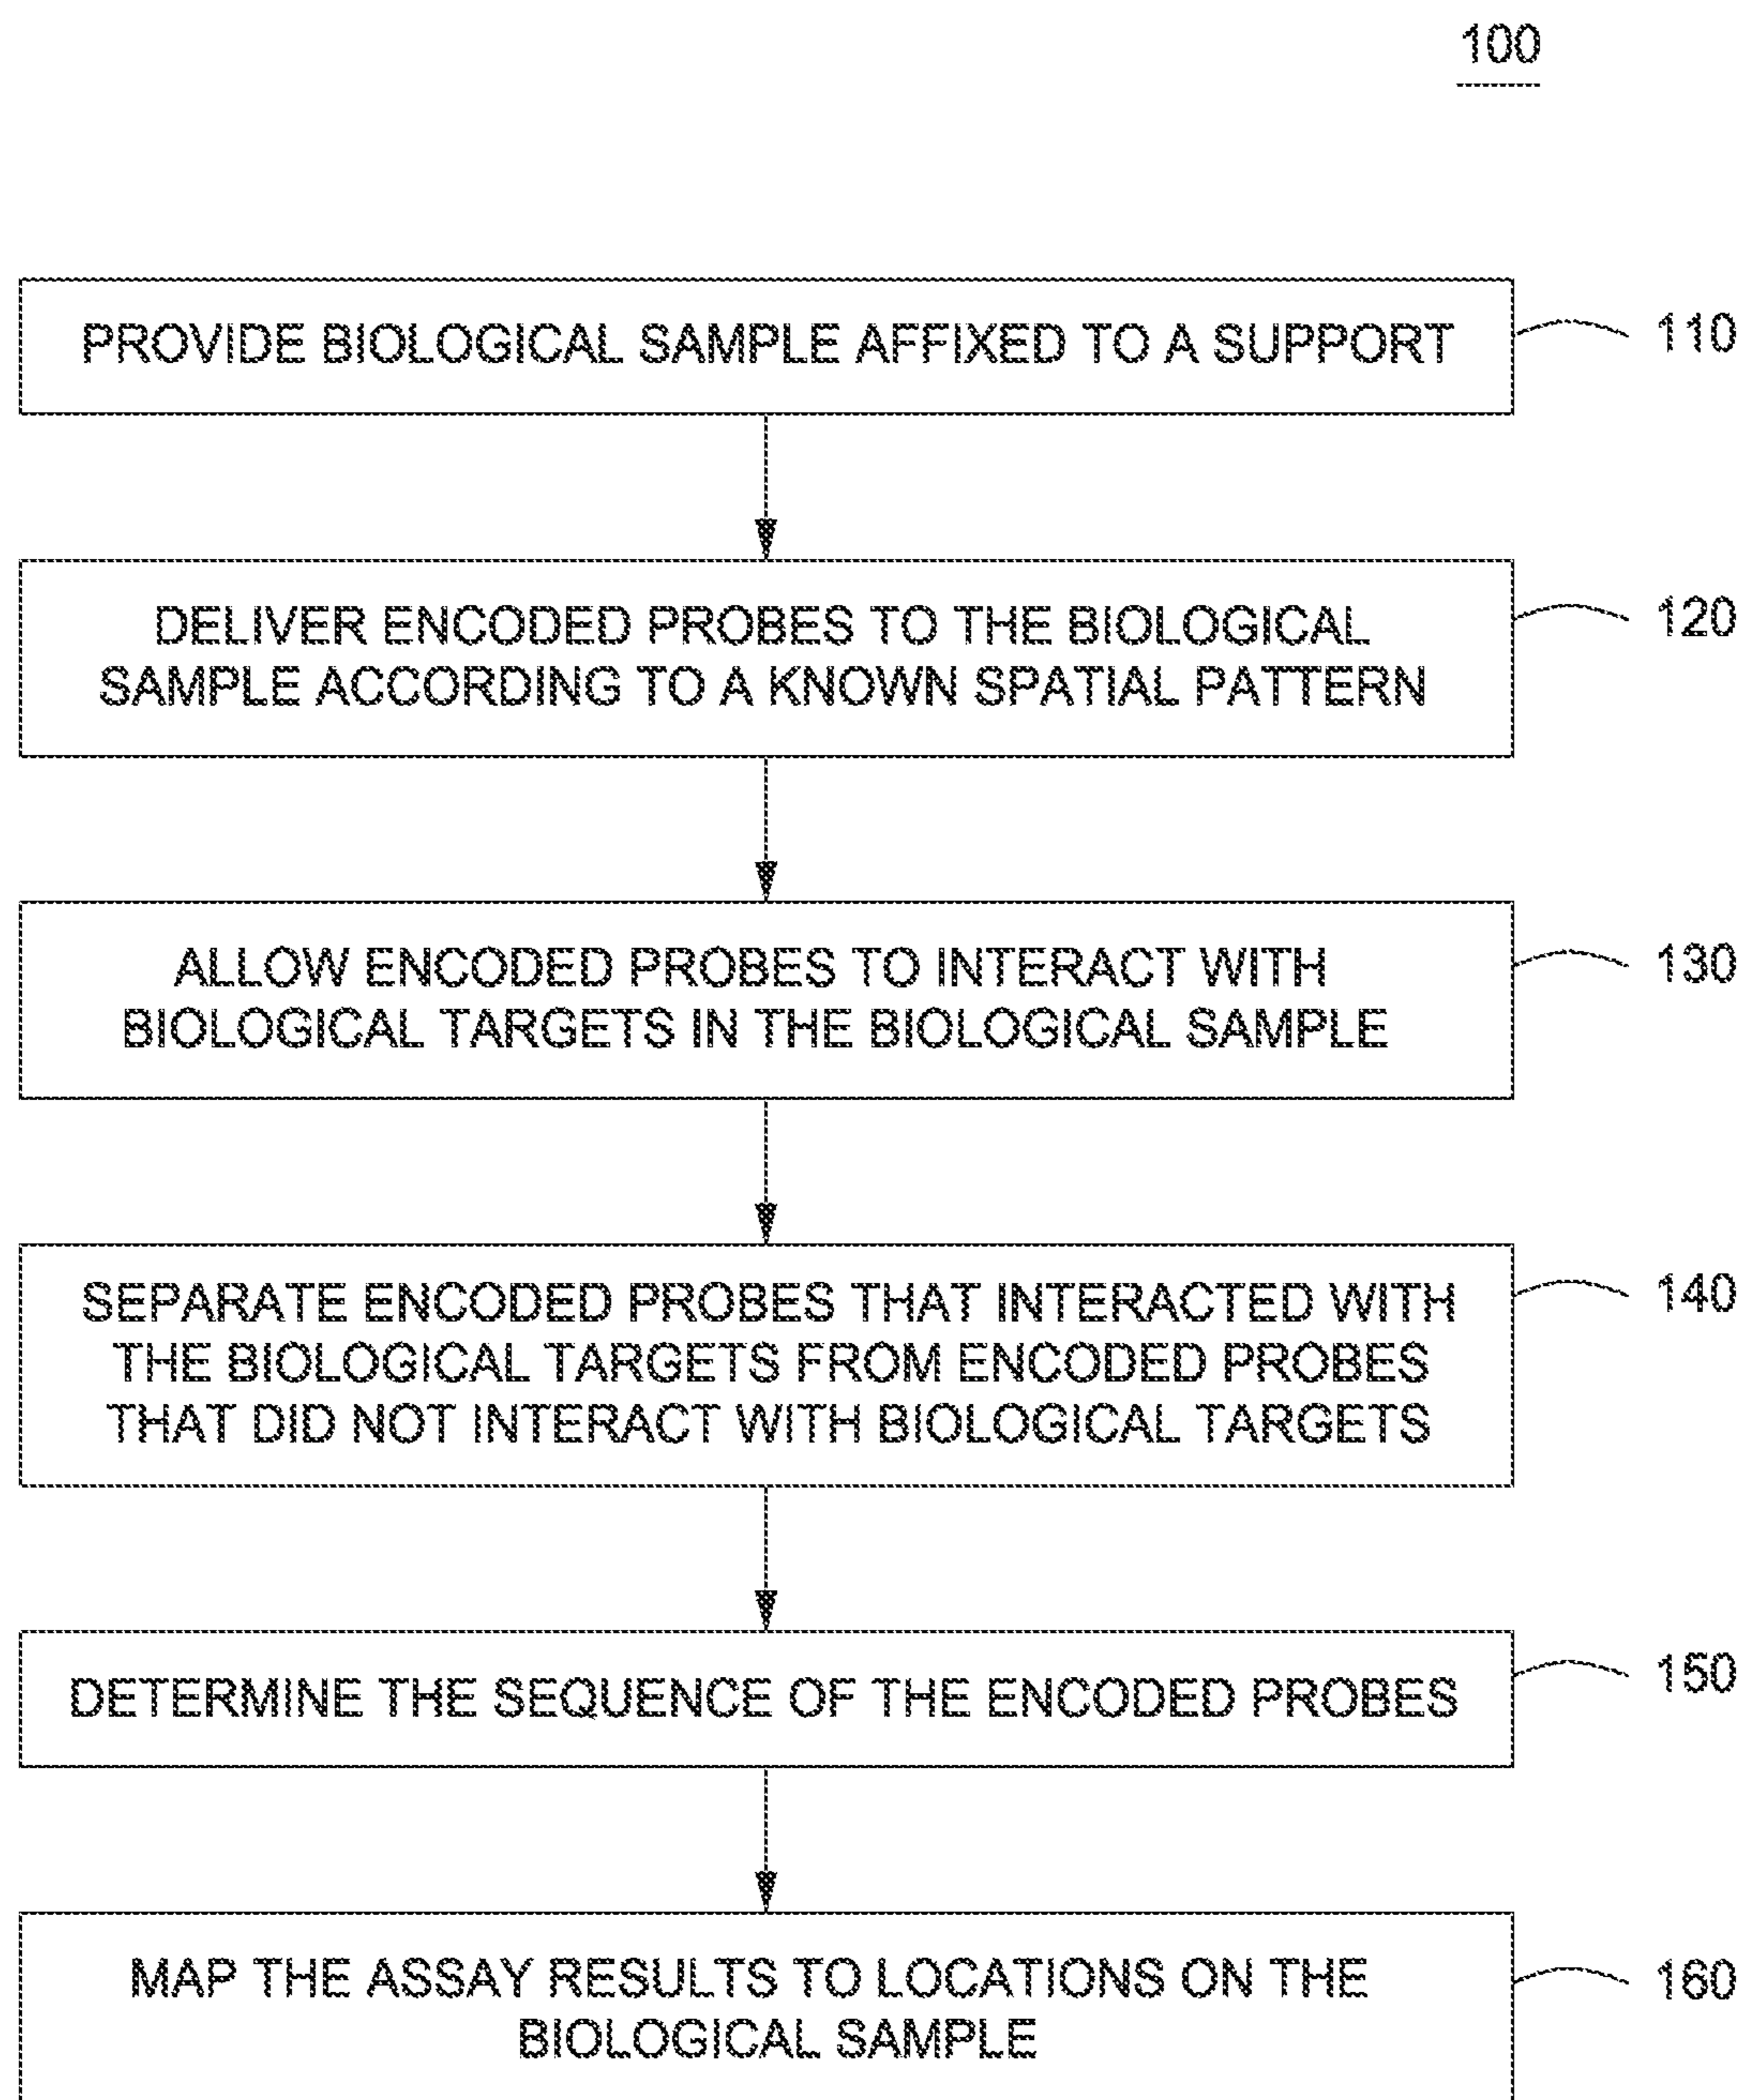 100
PROVIDE BIOLOGICAL SAMPLE AFFIXED TO A SUPPORT
110
DELIVER ENCODED PROBES TO THE BIOLOGICAL
SAMPLE ACCORDING TO A KNOWN SPATIAL PATTERN
120
ALLOW ENCODED PROBES TO INTERACT WITH
BIOLOGICAL TARGETS IN THE BIOLOGICAL SAMPLE
130
SEPARATE ENCODED PROBES THAT INTERACTED WITH
THE BIOLOGICAL TARGETS FROM ENCODED PROBES
THAT DID NOT INTERACT WITH BIOLOGICAL TARGETS
140
DETERMINE THE SEQUENCE OF THE ENCODED PROBES
150
MAP THE ASSAY RESULTS TO LOCATIONS ON THE
BIOLOGICAL SAMPLE
160